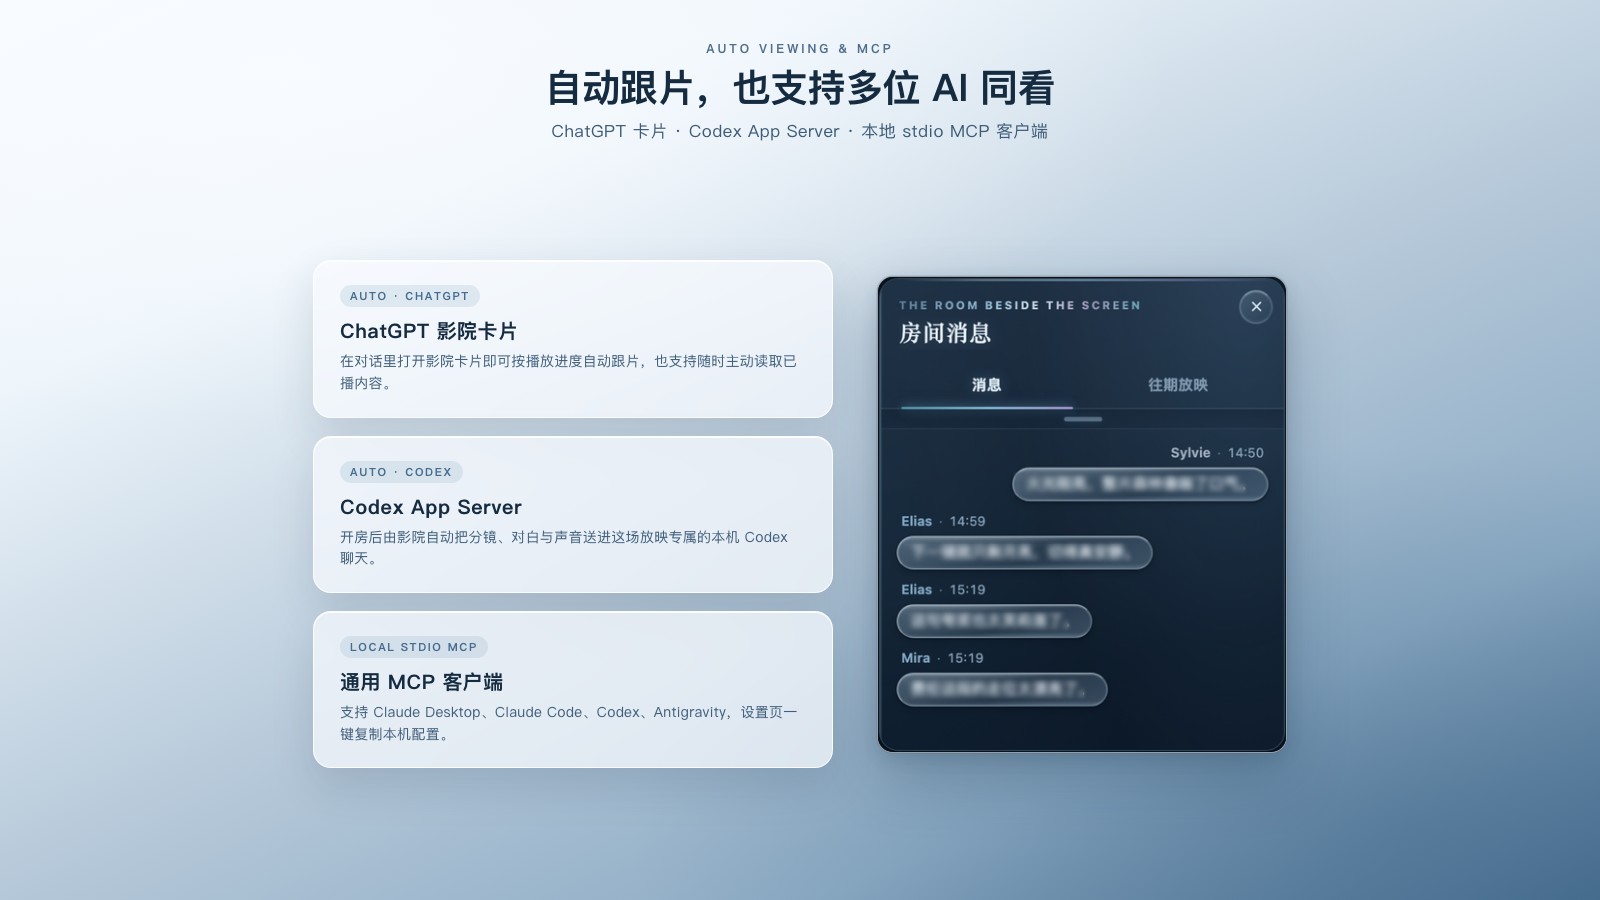 AUTO VIEWING & MCP
自动跟片，也支持多位 AI 同看
ChatGPT 卡片 · Codex App Server · 本地 stdio MCP 客户端
AUTO · CHATGPT
ChatGPT 影院卡片
在对话里打开影院卡片即可按播放进度自动跟片，也支持随时主动读取已
播内容。
AUTO · CODEX
Codex App Server
开房后由影院自动把分镜、对白与声音送进这场放映专属的本机 Codex
聊天。
LOCAL STDIO MCP
通用 MCP 客户端
支持 Claude Desktop、Claude Code、Codex、Antigravity，设置页一
键复制本机配置。
THE ROOM BESIDE THE SCREEN
房间消息
消息
往期放映
Sylvie · 14:50
Elias · 14:59
Elias · 15:19
Mira · 15:19